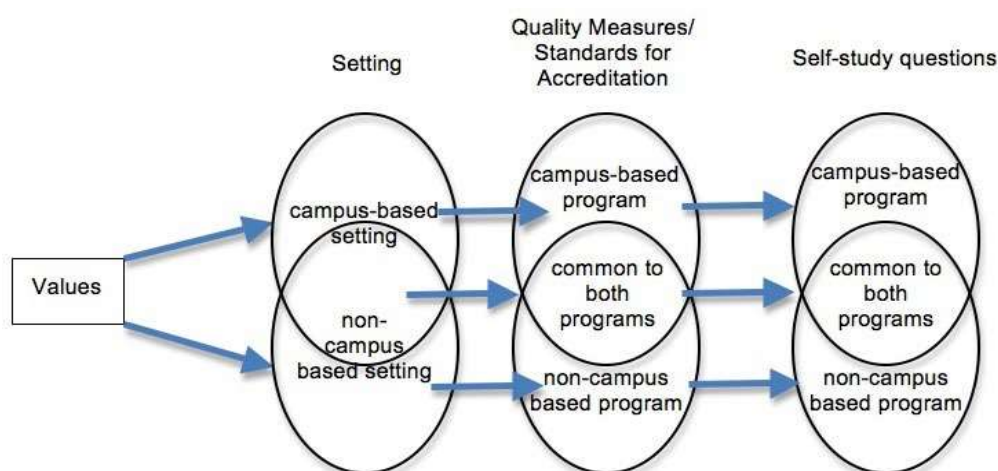 Setting
Quality Measures/
Standards for
Accreditation
Self-study questions
Values
campus-based
setting
non-
campus
based setting
campus-based
program
common to
both
programs
non-campus
based program
campus-based
program
common to
both
programs
non-campus
based program